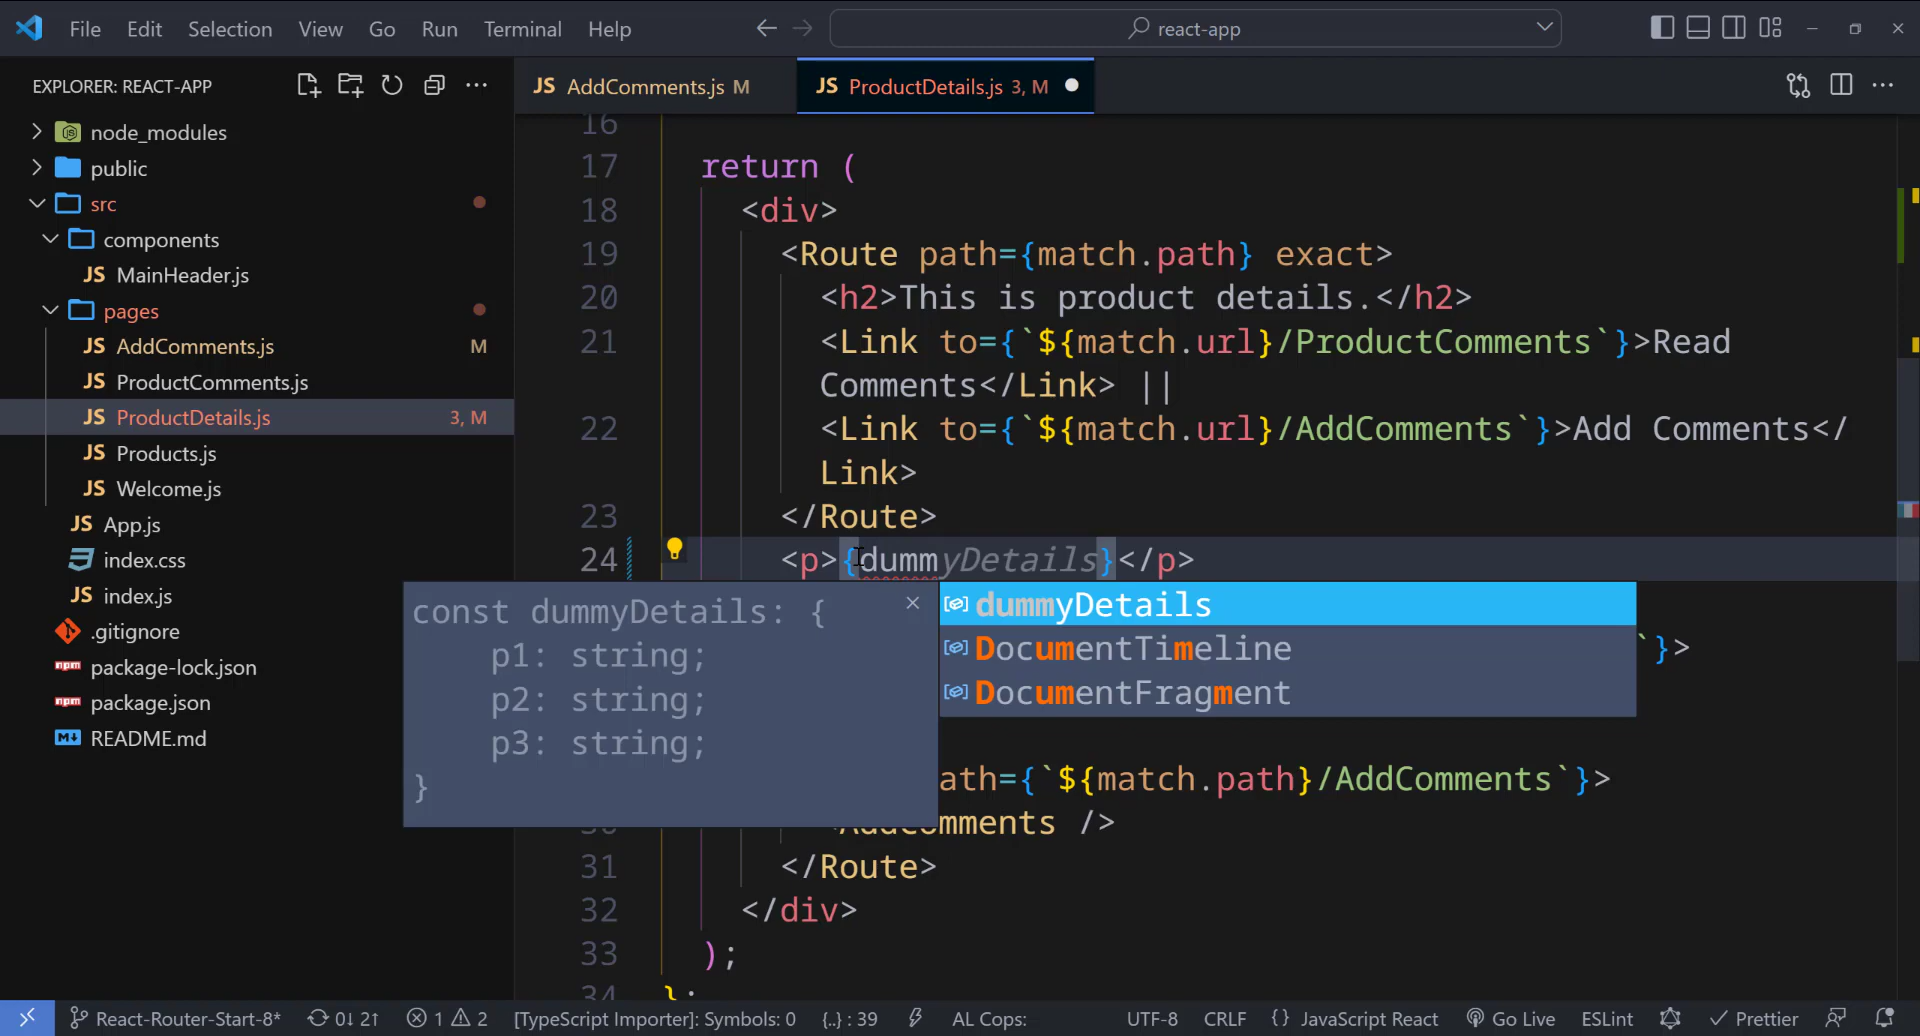 File Edit Selection View Go Run Terminal Help
react-app
EXPLORER: REACT-APP
node_modules
public
src
components
JS MainHeader.js
pages
JS AddComments.js M
JS ProductComments.js
JS ProductDetails.js 3, M
JS Products.js
JS Welcome.js
JS App.js
index.css
JS index.js
.gitignore
npm package-lock.json
npm package.json
README.md
JS AddComments.js M
JS ProductDetails.js 3, M
16
17 return (
18 <div>
19 <Route path={match.path} exact>
20 <h2>This is product details.</h2>
21 <Link to={`${match.url}/ProductComments`}>Read
Comments</Link> ||
22 <Link to={`${match.url}/AddComments`}>Add Comments</
Link>
23 </Route>
24 <p>{dummyDetails}</p>
const dummyDetails: {
p1: string;
p2: string;
p3: string;
}
dummyDetails
DocumentTimeline
DocumentFragment
`}>
ath={`${match.path}/AddComments`}>
30 <AddComments />
31 </Route>
32 </div>
33 );
34 };
React-Router-Start-8* 0↓ 2↑ 1 2 [TypeScript Importer]: Symbols: 0 {..} : 39 AL Cops: UTF-8 CRLF {} JavaScript React Go Live ESLint Prettier